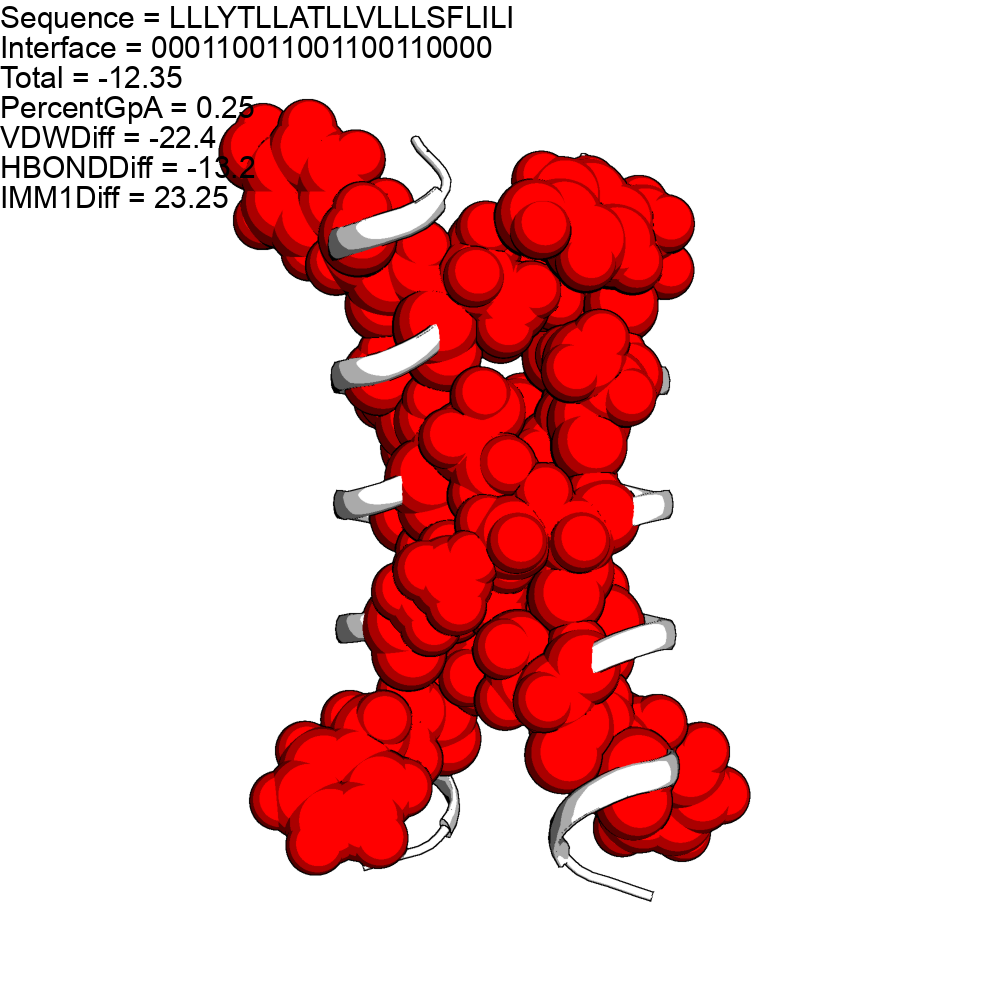 Sequence = LLLYTLLATLLVLLLSFLILI
Interface = 000110011001100110000
Total = -12.35
PercentGpA = 0.25
VDWDiff = -22.4
HBONDDiff = -13.2
IMM1Diff = 23.25